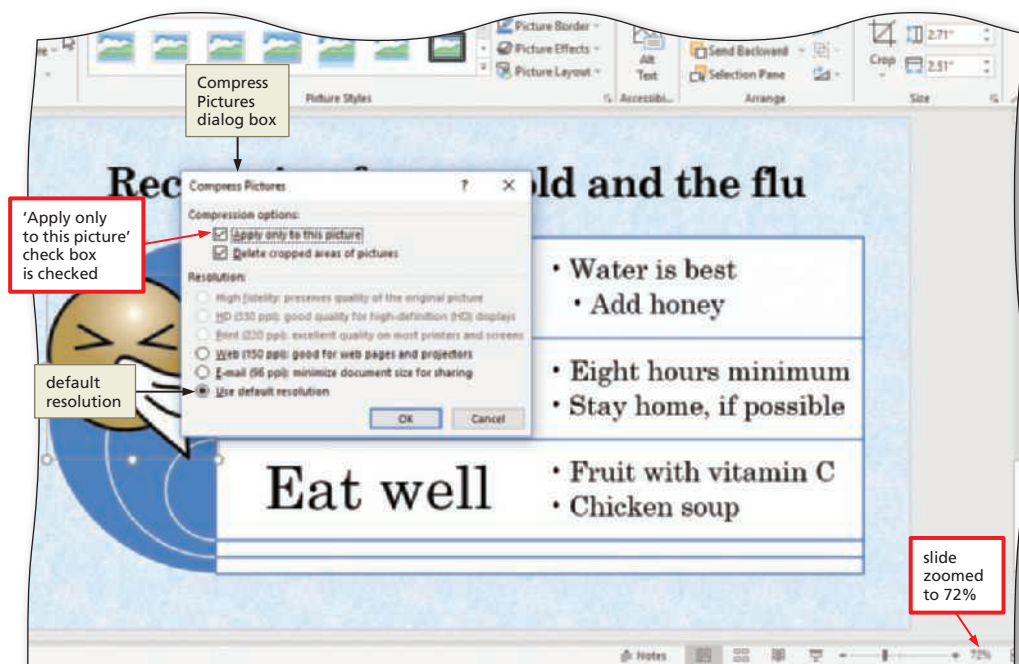 Picture Border
Picture Effects
Picture Layout
Picture Styles
Alt
Text
Accessibi...
Send Backward
Selection Pane
Arrange
Crop
2.71"
2.51"
Size
Compress
Pictures
dialog box
Rec
old and the flu
Compress Pictures ? X
Compression options:
Apply only to this picture
Delete cropped areas of pictures
Resolution:
High fidelity: preserves quality of the original picture
HD (330 ppi): good quality for high-definition (HD) displays
Print (220 ppi): excellent quality on most printers and screens
Web (150 ppi): good for web pages and projectors
E-mail (96 ppi): minimize document size for sharing
Use default resolution
OK Cancel
'Apply only
to this picture'
check box
is checked
default
resolution
• Water is best
• Add honey
• Eight hours minimum
• Stay home, if possible
Eat well
• Fruit with vitamin C
• Chicken soup
slide
zoomed
to 72%
Notes
72%